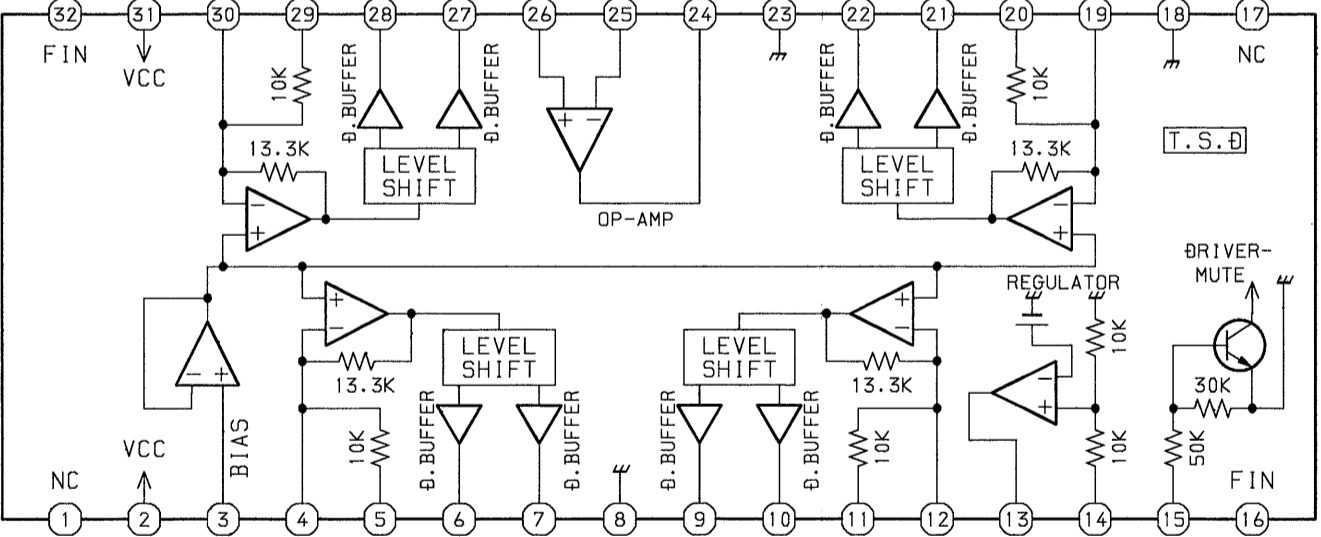 32 31 30 29 28 27 26 25 24 23 22 21 20 19 18 17
FIN
VCC
10K
Đ.BUFFER
Đ.BUFFER
Đ.BUFFER
Đ.BUFFER
10K
NC
+ −
T.S.Đ
13.3K
LEVEL
SHIFT
LEVEL
SHIFT
13.3K
−
+
OP-AMP
−
+
ĐRIVER-
MUTE
REGULATOR
+
−
+
−
10K
− +
LEVEL
SHIFT
LEVEL
SHIFT
13.3K
13.3K
−
+
30K
BIAS
10K
Đ.BUFFER
Đ.BUFFER
Đ.BUFFER
Đ.BUFFER
10K
10K
50K
VCC
NC
FIN
1 2 3 4 5 6 7 8 9 10 11 12 13 14 15 16